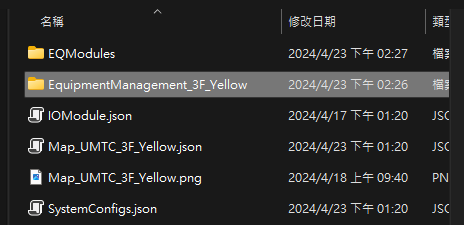 名稱 修改日期 類型
EQModules 2024/4/23 下午 02:27 檔案
EquipmentManagement_3F_Yellow 2024/4/23 下午 02:26 檔案
IOModule.json 2024/4/17 下午 01:20 JSO
Map_UMTC_3F_Yellow.json 2024/4/23 下午 01:20 JSO
Map_UMTC_3F_Yellow.png 2024/4/18 上午 09:40 PN
SystemConfigs.json 2024/4/23 下午 01:20 JSO